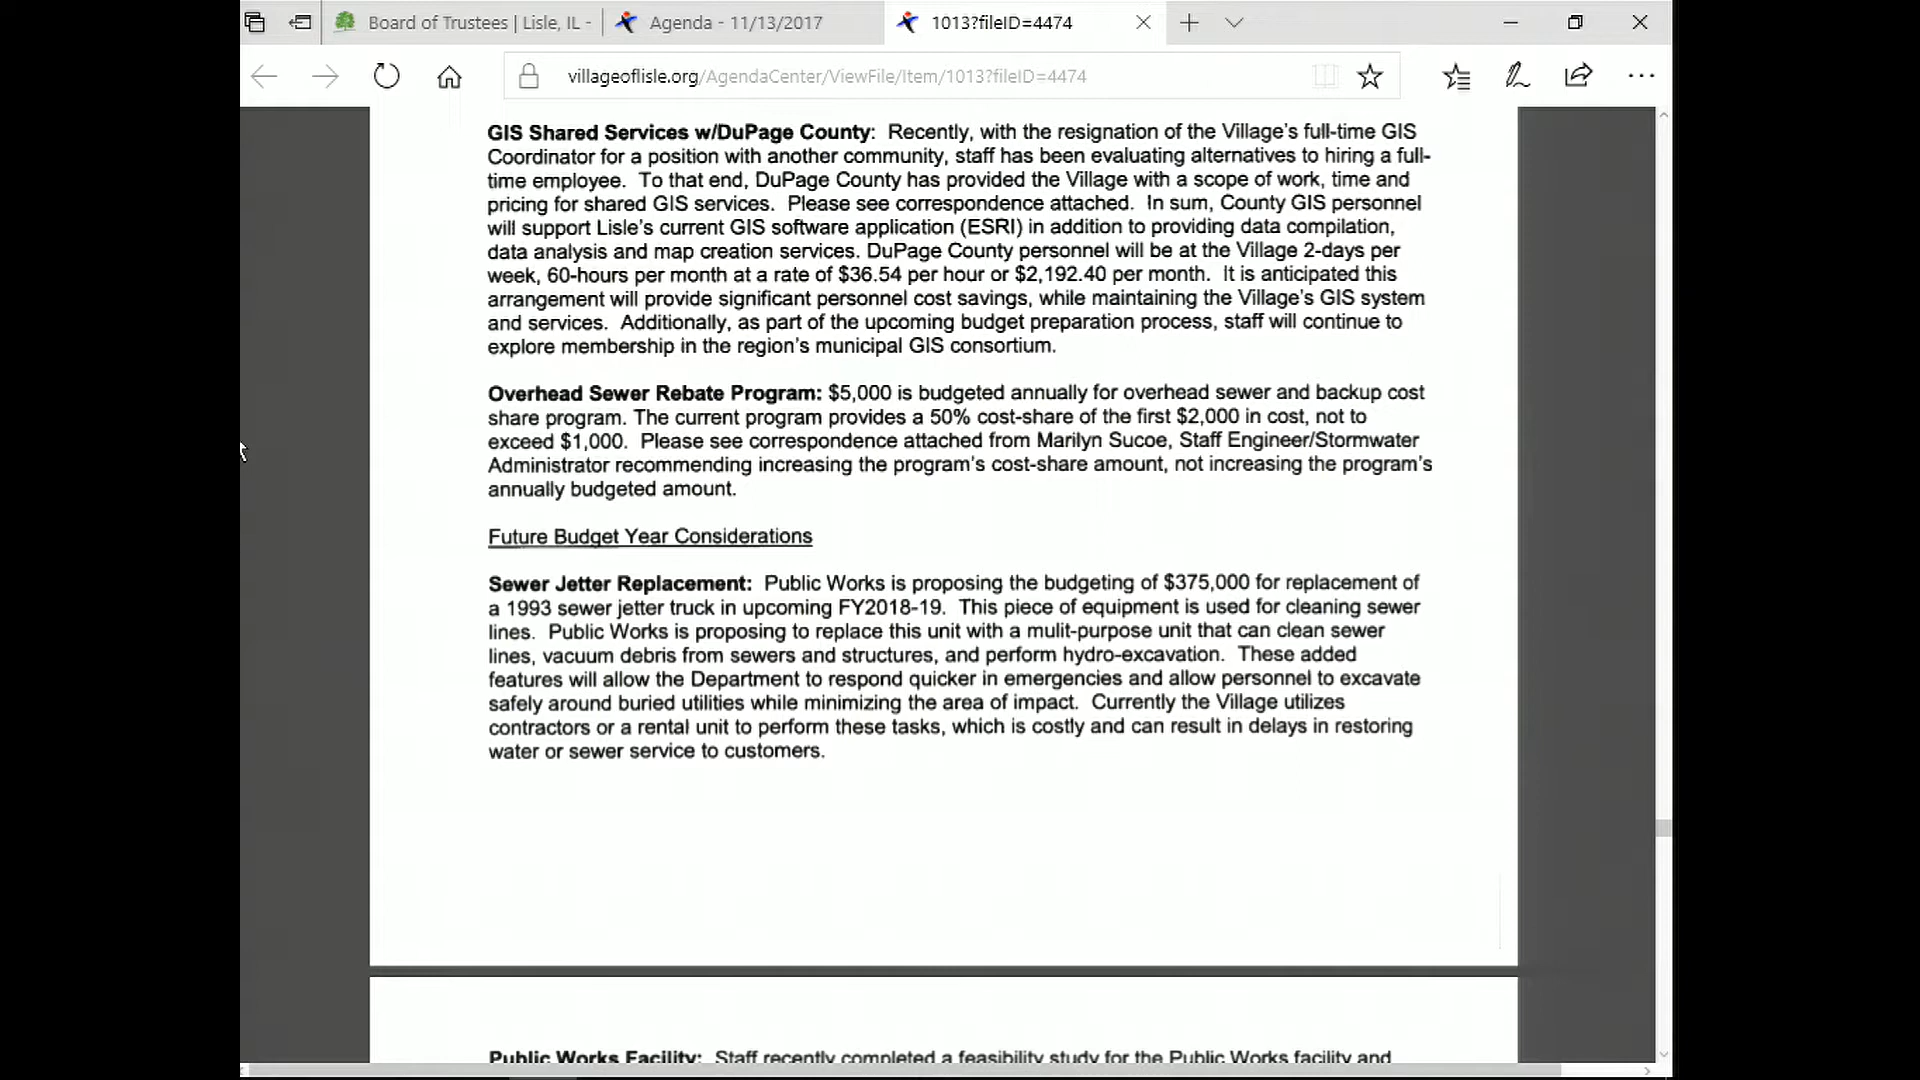 Board of Trustees | Lisle, IL -
Agenda - 11/13/2017
1013?fileID=4474
villageoflisle.org/AgendaCenter/ViewFile/Item/1013?fileID=4474
GIS Shared Services w/DuPage County: Recently, with the resignation of the Village's full-time GIS
Coordinator for a position with another community, staff has been evaluating alternatives to hiring a full-
time employee. To that end, DuPage County has provided the Village with a scope of work, time and
pricing for shared GIS services. Please see correspondence attached. In sum, County GIS personnel
will support Lisle's current GIS software application (ESRI) in addition to providing data compilation,
data analysis and map creation services. DuPage County personnel will be at the Village 2-days per
week, 60-hours per month at a rate of $36.54 per hour or $2,192.40 per month. It is anticipated this
arrangement will provide significant personnel cost savings, while maintaining the Village's GIS system
and services. Additionally, as part of the upcoming budget preparation process, staff will continue to
explore membership in the region's municipal GIS consortium.
Overhead Sewer Rebate Program: $5,000 is budgeted annually for overhead sewer and backup cost
share program. The current program provides a 50% cost-share of the first $2,000 in cost, not to
exceed $1,000. Please see correspondence attached from Marilyn Sucoe, Staff Engineer/Stormwater
Administrator recommending increasing the program's cost-share amount, not increasing the program's
annually budgeted amount.
Future Budget Year Considerations
Sewer Jetter Replacement: Public Works is proposing the budgeting of $375,000 for replacement of
a 1993 sewer jetter truck in upcoming FY2018-19. This piece of equipment is used for cleaning sewer
lines. Public Works is proposing to replace this unit with a mulit-purpose unit that can clean sewer
lines, vacuum debris from sewers and structures, and perform hydro-excavation. These added
features will allow the Department to respond quicker in emergencies and allow personnel to excavate
safely around buried utilities while minimizing the area of impact. Currently the Village utilizes
contractors or a rental unit to perform these tasks, which is costly and can result in delays in restoring
water or sewer service to customers.
Public Works Facility: Staff recently completed a feasibility study for the Public Works facility and